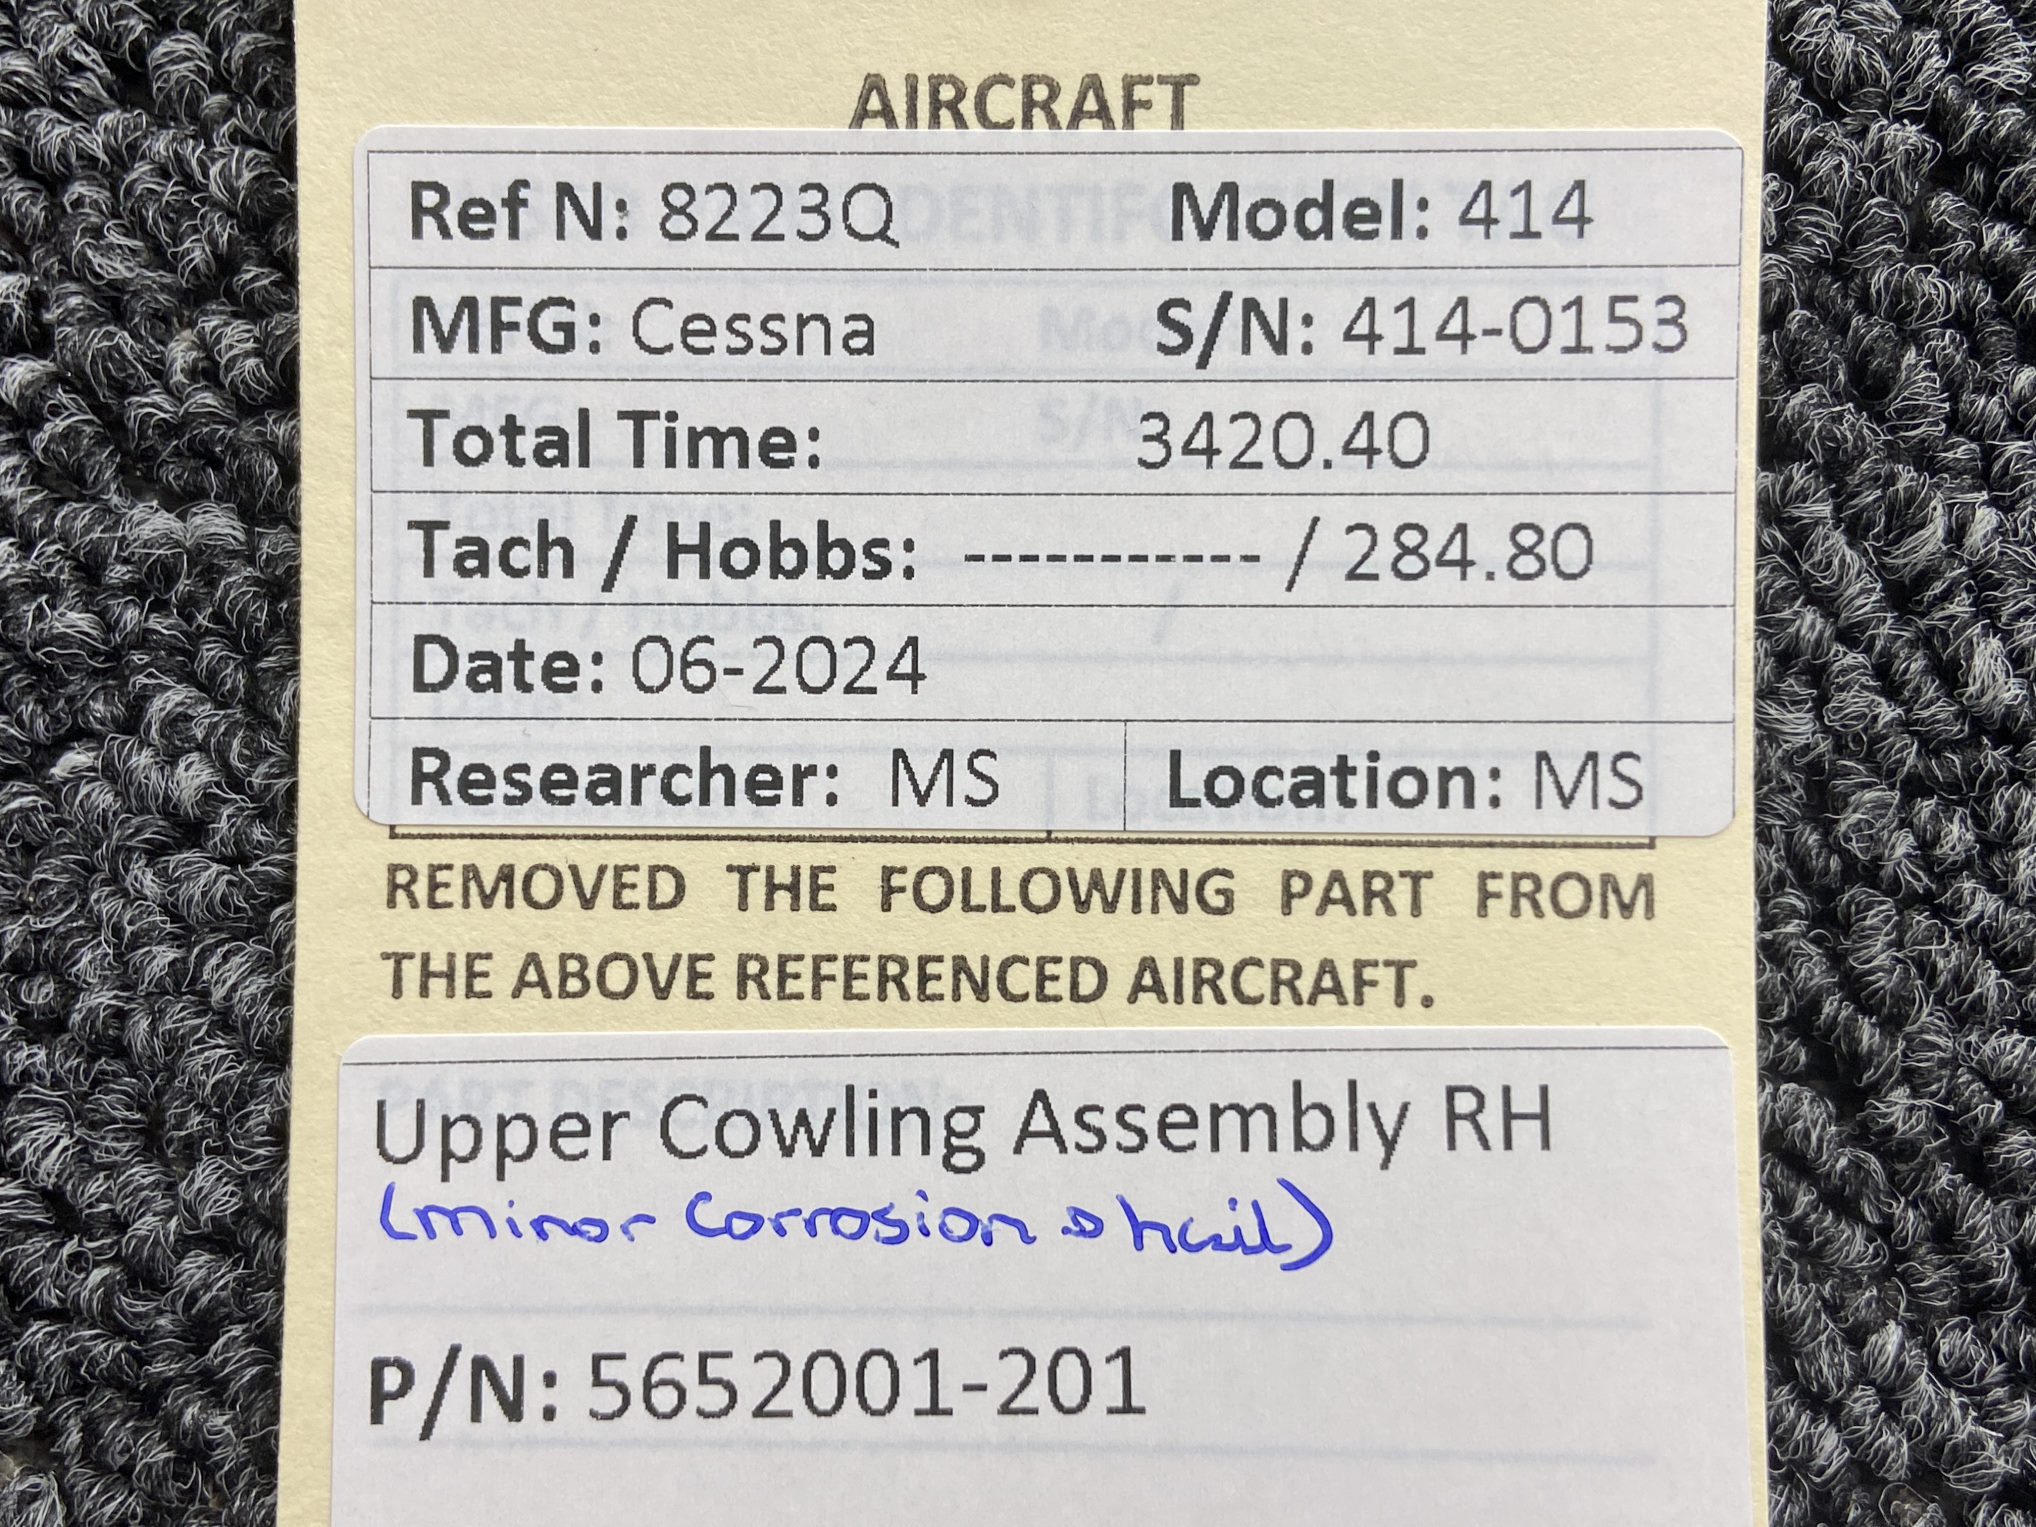 AIRCRAFT
Ref N: 8223Q Model: 414
MFG: Cessna S/N: 414-0153
Total Time: 3420.40
Tach / Hobbs: ----------- / 284.80
Date: 06-2024
Researcher: MS Location: MS
REMOVED THE FOLLOWING PART FROM
THE ABOVE REFERENCED AIRCRAFT.
PART DESCRIPTION:
Upper Cowling Assembly RH
(minor Corrosion & hail)
P/N: 5652001-201